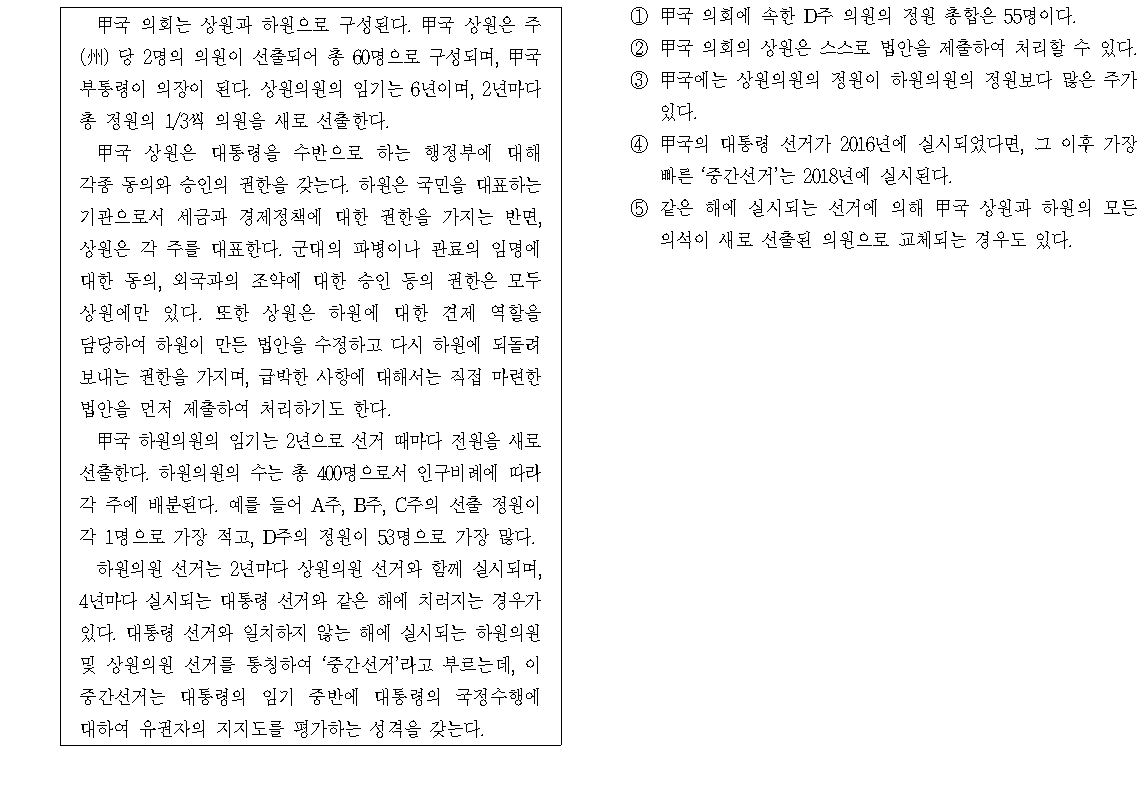 甲국 의회는 상원과 하원으로 구성된다. 甲국 상원은 주
(州) 당 2명의 의원이 선출되어 총 60명으로 구성되며, 甲국
부통령이 의장이 된다. 상원의원의 임기는 6년이며, 2년마다
총 정원의 1/3씩 의원을 새로 선출한다.
甲국 상원은 대통령을 수반으로 하는 행정부에 대해
각종 동의와 승인의 권한을 갖는다. 하원은 국민을 대표하는
기관으로서 세금과 경제정책에 대한 권한을 가지는 반면,
상원은 각 주를 대표한다. 군대의 파병이나 관료의 임명에
대한 동의, 외국과의 조약에 대한 승인 등의 권한은 모두
상원에만 있다. 또한 상원은 하원에 대한 견제 역할을
담당하여 하원이 만든 법안을 수정하고 다시 하원에 되돌려
보내는 권한을 가지며, 급박한 사항에 대해서는 직접 마련한
법안을 먼저 제출하여 처리하기도 한다.
甲국 하원의원의 임기는 2년으로 선거 때마다 전원을 새로
선출한다. 하원의원의 수는 총 400명으로서 인구비례에 따라
각 주에 배분된다. 예를 들어 A주, B주, C주의 선출 정원이
각 1명으로 가장 적고, D주의 정원이 53명으로 가장 많다.
하원의원 선거는 2년마다 상원의원 선거와 함께 실시되며,
4년마다 실시되는 대통령 선거와 같은 해에 치러지는 경우가
있다. 대통령 선거와 일치하지 않는 해에 실시되는 하원의원
및 상원의원 선거를 통칭하여 ‘중간선거’라고 부르는데, 이
중간선거는 대통령의 임기 중반에 대통령의 국정수행에
대하여 유권자의 지지도를 평가하는 성격을 갖는다.
① 甲국 의회에 속한 D주 의원의 정원 총합은 55명이다.
② 甲국 의회의 상원은 스스로 법안을 제출하여 처리할 수 있다.
③ 甲국에는 상원의원의 정원이 하원의원의 정원보다 많은 주가
있다.
④ 甲국의 대통령 선거가 2016년에 실시되었다면, 그 이후 가장
빠른 ‘중간선거’는 2018년에 실시된다.
⑤ 같은 해에 실시되는 선거에 의해 甲국 상원과 하원의 모든
의석이 새로 선출된 의원으로 교체되는 경우도 있다.